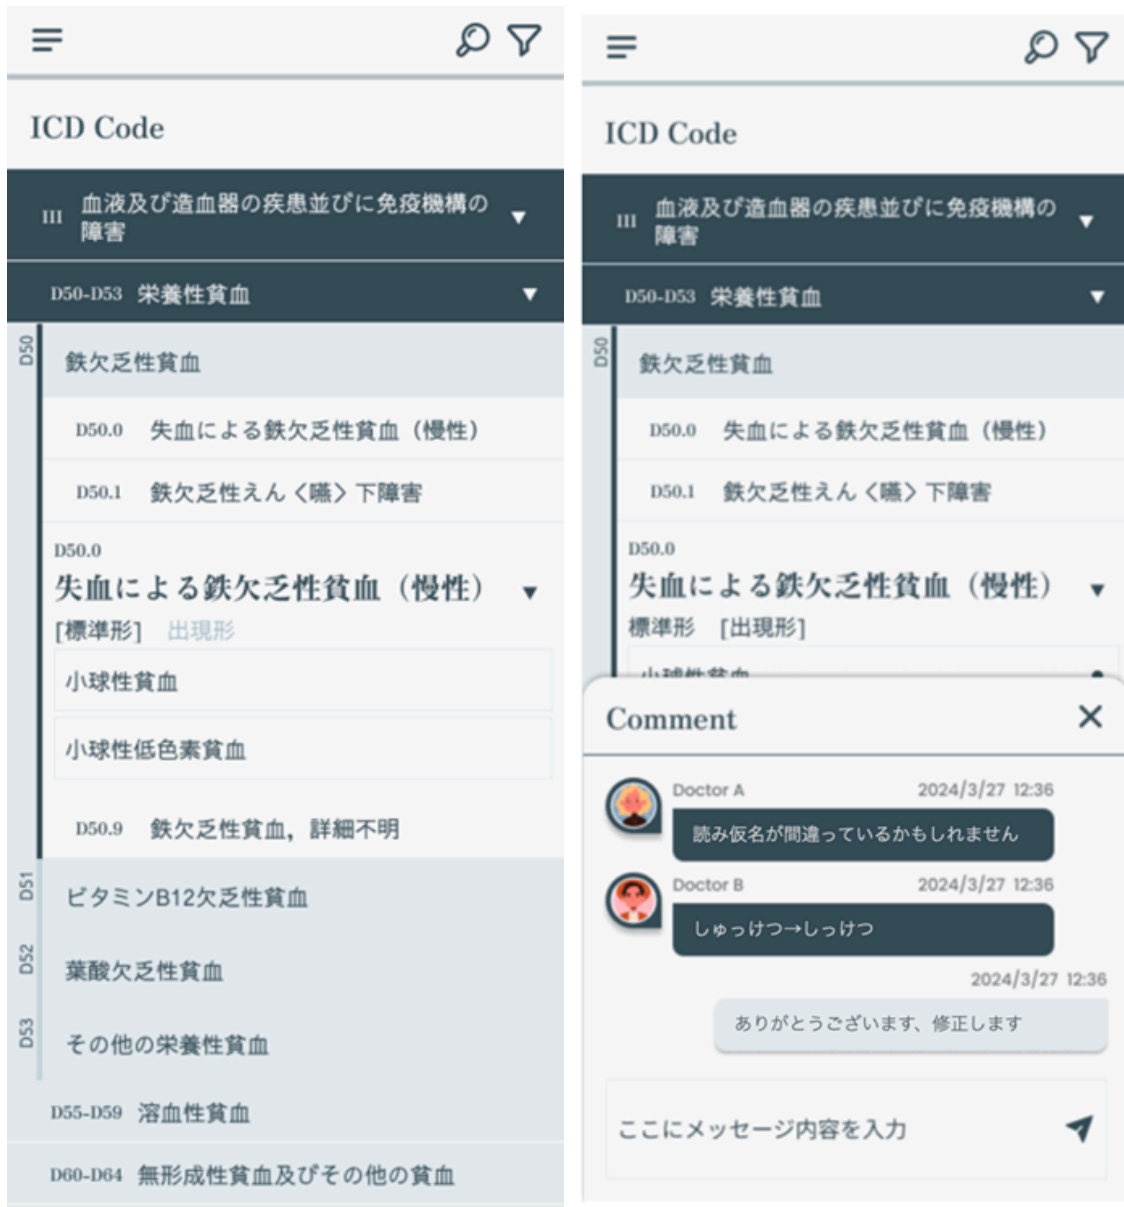 ICD Code
III 血液及び造血器の疾患並びに免疫機構の
障害
D50-D53 栄養性貧血
D50
鉄欠乏性貧血
D50.0 失血による鉄欠乏性貧血（慢性）
D50.1 鉄欠乏性えん〈嚥〉下障害
D50.0
失血による鉄欠乏性貧血（慢性）
[標準形] 出現形
小球性貧血
小球性低色素貧血
D50.9 鉄欠乏性貧血，詳細不明
D51
ビタミンB12欠乏性貧血
D52
葉酸欠乏性貧血
D53
その他の栄養性貧血
D55-D59 溶血性貧血
D60-D64 無形成性貧血及びその他の貧血
ICD Code
III 血液及び造血器の疾患並びに免疫機構の
障害
D50-D53 栄養性貧血
D50
鉄欠乏性貧血
D50.0 失血による鉄欠乏性貧血（慢性）
D50.1 鉄欠乏性えん〈嚥〉下障害
D50.0
失血による鉄欠乏性貧血（慢性）
標準形 [出現形]
小球性貧血
Comment
Doctor A 2024/3/27 12:36
読み仮名が間違っているかもしれません
Doctor B 2024/3/27 12:36
しゅっけつ→しっけつ
2024/3/27 12:36
ありがとうございます、修正します
ここにメッセージ内容を入力